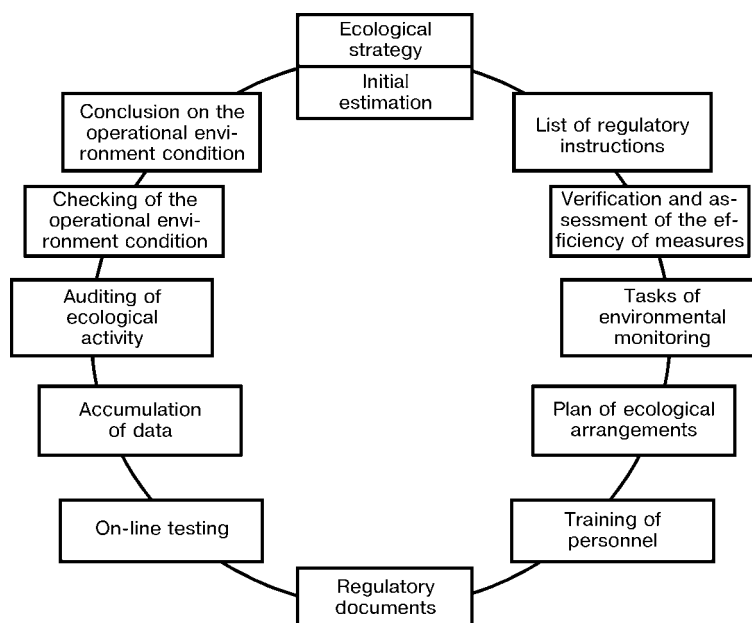 Ecological
strategy
Initial
estimation
List of regulatory
instructions
Verification and as-
sessment of the ef-
ficiency of measures
Tasks of
environmental
monitoring
Plan of ecological
arrangements
Training of
personnel
Regulatory
documents
On-line testing
Accumulation
of data
Auditing of
ecological
activity
Checking of the
operational envi-
ronment condition
Conclusion on the
operational envi-
ronment condition